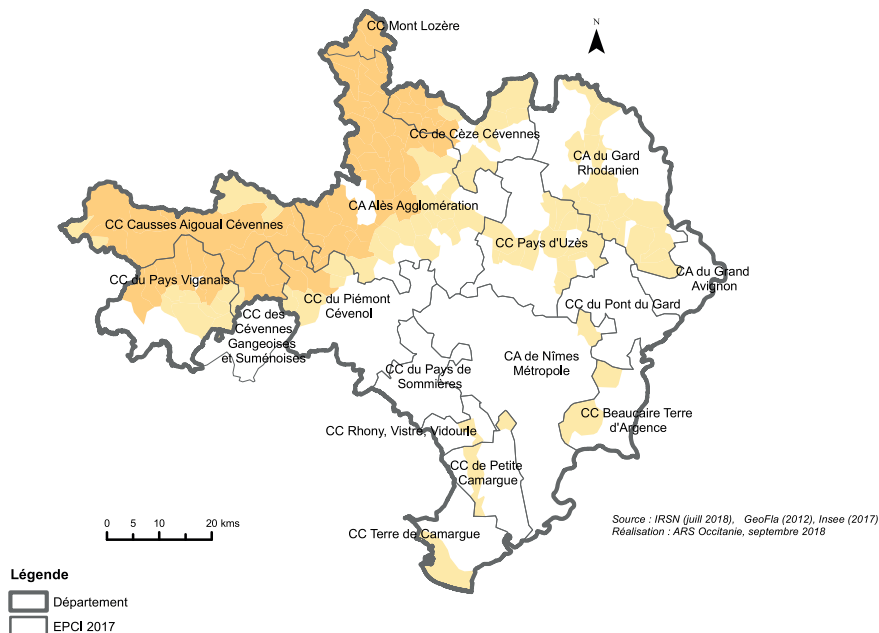 CC Mont Lozère
N
CC de Cèze Cévennes
CA du Gard
Rhodanien
CA Alès Agglomération
CC Causses Aigoual Cévennes
CC Pays d'Uzès
CC du Pays Viganais
CA du Grand
Avignon
CC du Piémont
Cévenol
CC du Pont du Gard
CC des
Cévennes
Gangeoises
et Suménoises
CA de Nîmes
Métropole
CC du Pays de
Sommières
CC Beaucaire Terre
d'Argence
CC Rhony, Vistre, Vidourle
CC de Petite
Camargue
CC Terre de Camargue
0 5 10 20 kms
Source : IRSN (juill 2018), GeoFla (2012), Insee (2017)
Réalisation : ARS Occitanie, septembre 2018
Légende
Département
EPCI 2017